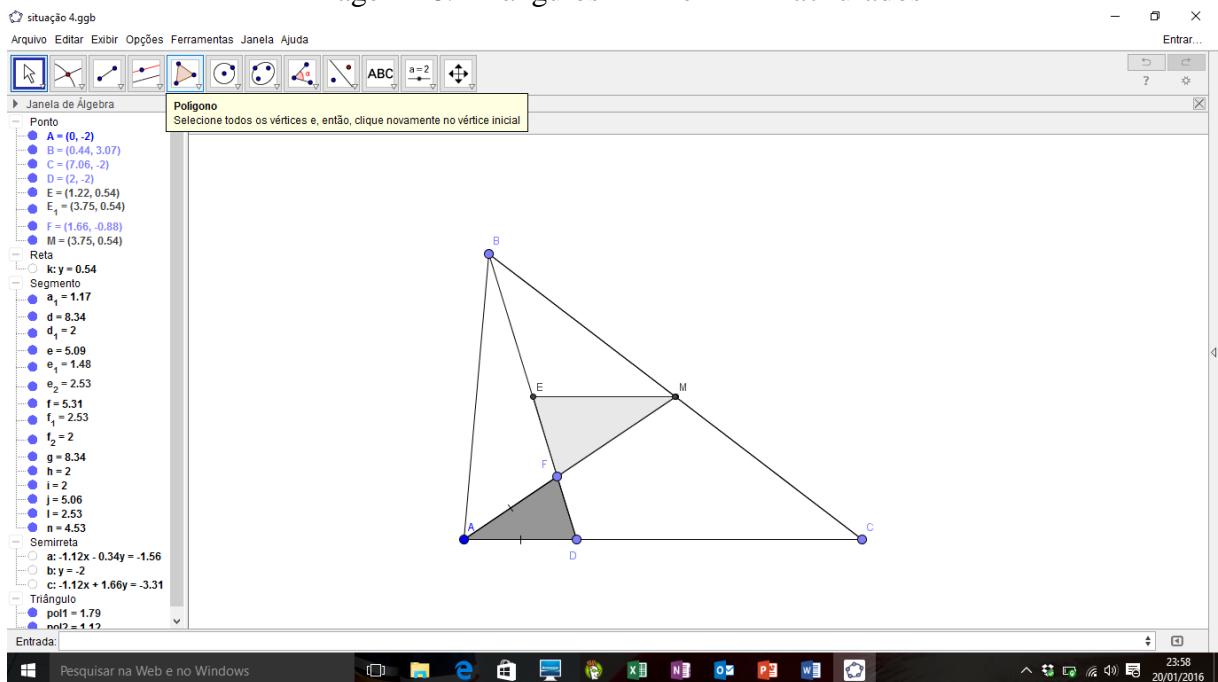 situação 4.ggb
Arquivo Editar Exibir Opções Ferramentas Janela Ajuda
Entrar...
ABC
a=2
?
Janela de Álgebra
Polígono
Selecione todos os vértices e, então, clique novamente no vértice inicial
Ponto
A = (0, -2)
B = (0.44, 3.07)
C = (7.06, -2)
D = (2, -2)
E = (1.22, 0.54)
E₁ = (3.75, 0.54)
F = (1.66, -0.88)
M = (3.75, 0.54)
Reta
k: y = 0.54
Segmento
a₁ = 1.17
d = 8.34
d₁ = 2
e = 5.09
e₁ = 1.48
e₂ = 2.53
f = 5.31
f₁ = 2.53
f₂ = 2
g = 8.34
h = 2
i = 2
j = 5.06
l = 2.53
n = 4.53
Semirreta
a: -1.12x - 0.34y = -1.56
b: y = -2
c: -1.12x + 1.66y = -3.31
Triângulo
pol1 = 1.79
pol2 = 1.12
B
E
M
F
A
D
C
Entrada:
Pesquisar na Web e no Windows
23:58
20/01/2016